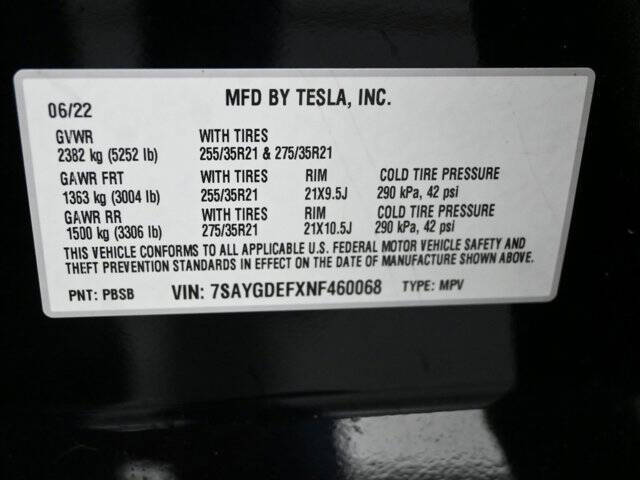 06/22 MFD BY TESLA, INC.
GVWR WITH TIRES
2382 kg (5252 lb) 255/35R21 & 275/35R21
GAWR FRT WITH TIRES RIM COLD TIRE PRESSURE
1363 kg (3004 lb) 255/35R21 21X9.5J 290 kPa, 42 psi
GAWR RR WITH TIRES RIM COLD TIRE PRESSURE
1500 kg (3306 lb) 275/35R21 21X10.5J 290 kPa, 42 psi
THIS VEHICLE CONFORMS TO ALL APPLICABLE U.S. FEDERAL MOTOR VEHICLE SAFETY AND
THEFT PREVENTION STANDARDS IN EFFECT ON THE DATE OF MANUFACTURE SHOWN ABOVE.
PNT: PBSB VIN: 7SAYGDEFXNF460068 TYPE: MPV